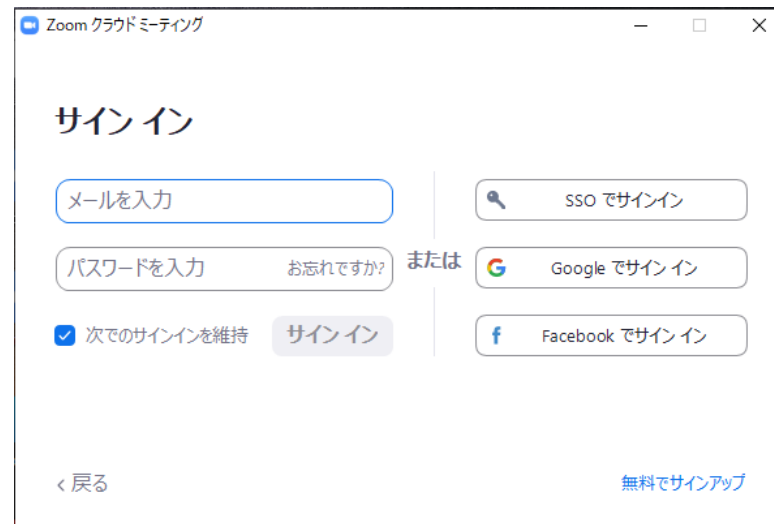 Zoom クラウド ミーティング
サイン イン
メールを入力
パスワードを入力 お忘れですか?
次でのサインインを維持 サイン イン
または
SSO でサインイン
Google でサイン イン
Facebook でサイン イン
戻る
無料でサインアップ